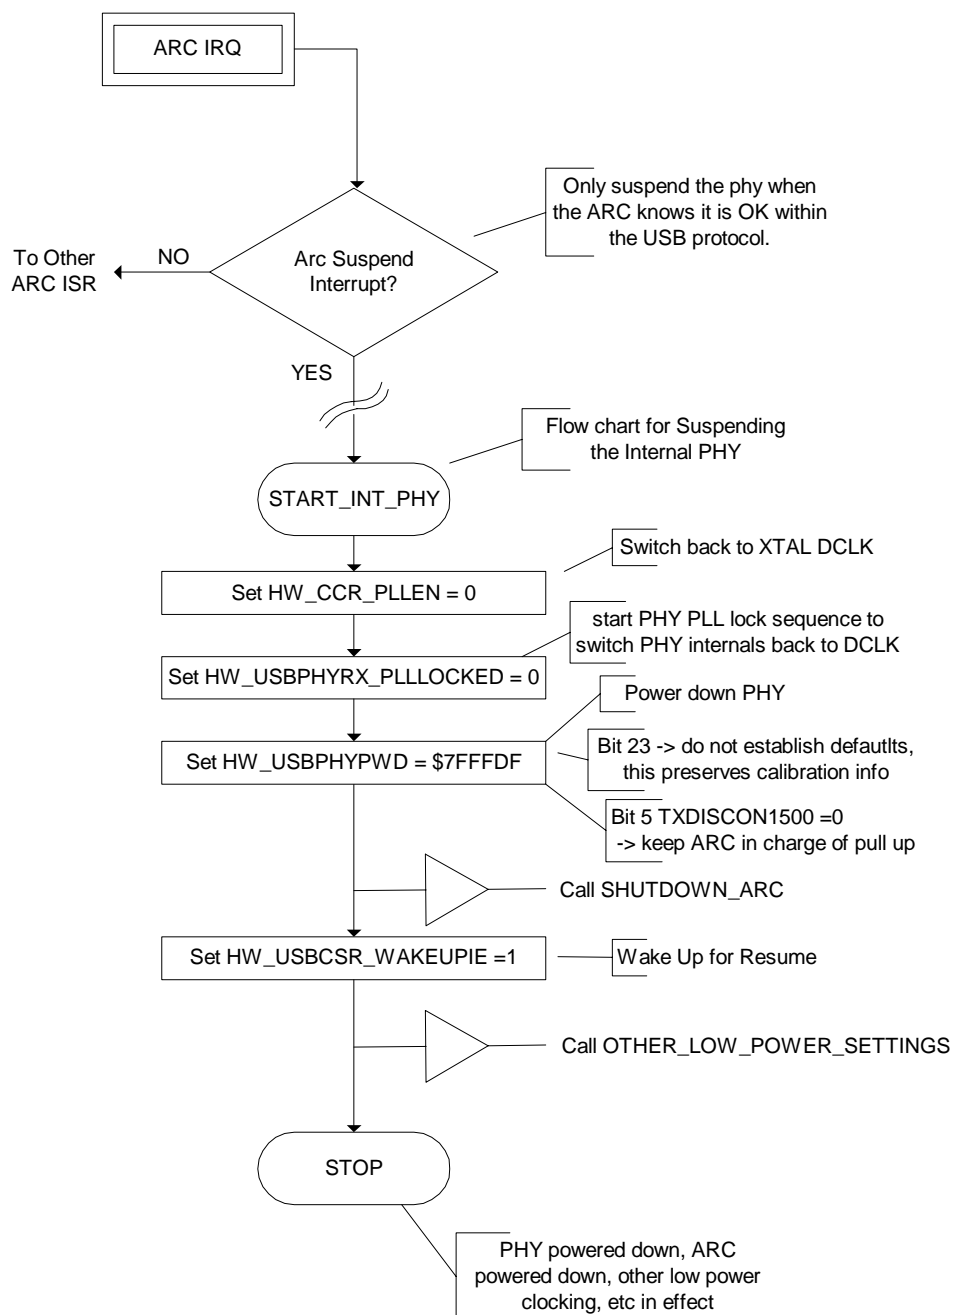 ARC IRQ
Only suspend the phy when
the ARC knows it is OK within
the USB protocol.
To Other
ARC ISR
NO
Arc Suspend
Interrupt?
YES
Flow chart for Suspending
the Internal PHY
START_INT_PHY
Switch back to XTAL DCLK
Set HW_CCR_PLLEN = 0
start PHY PLL lock sequence to
switch PHY internals back to DCLK
Set HW_USBPHYRX_PLLLOCKED = 0
Power down PHY
Set HW_USBPHYPWD = $7FFFDF
Bit 23 -> do not establish defautlts,
this preserves calibration info
Bit 5 TXDISCON1500 =0
-> keep ARC in charge of pull up
Call SHUTDOWN_ARC
Set HW_USBCSR_WAKEUPIE =1
Wake Up for Resume
Call OTHER_LOW_POWER_SETTINGS
STOP
PHY powered down, ARC
powered down, other low power
clocking, etc in effect